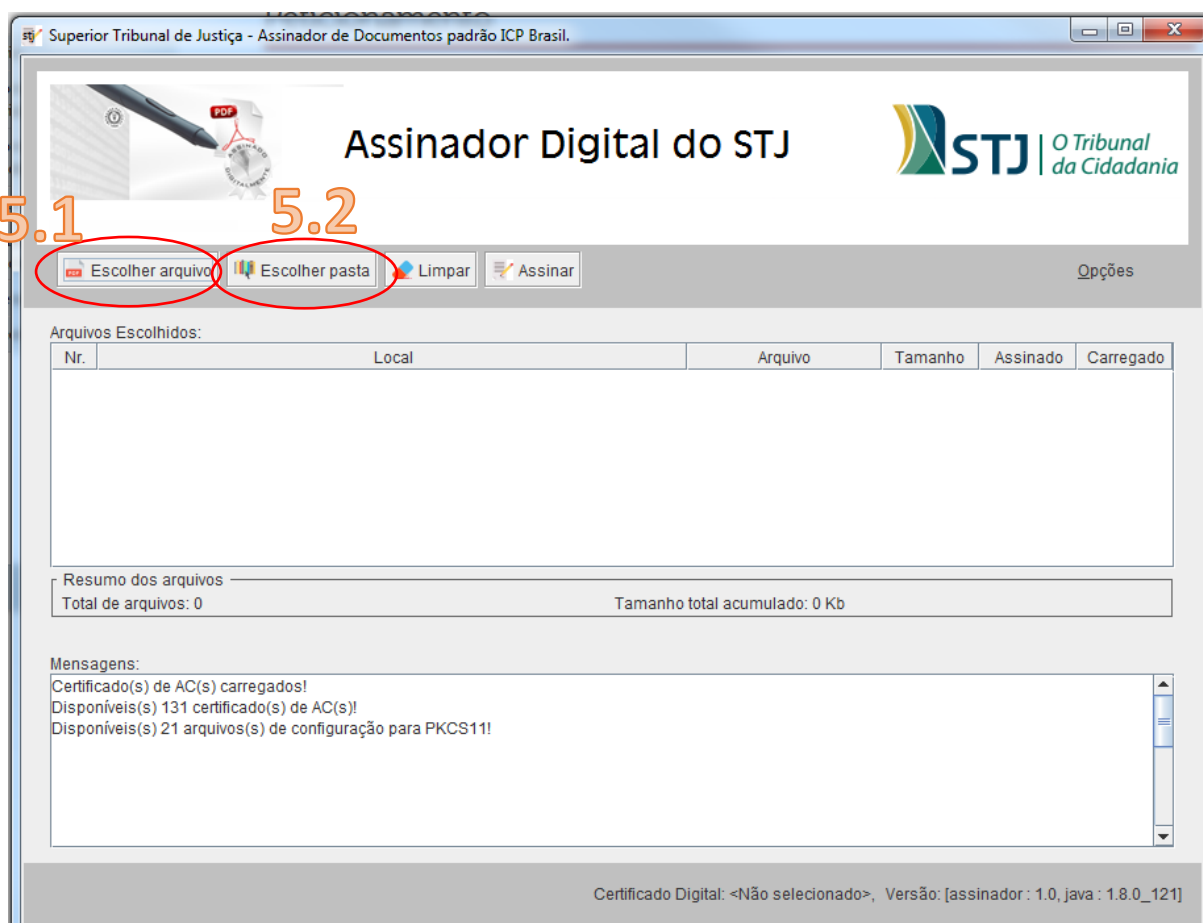 Posicionamento
Superior Tribunal de Justiça - Assinador de Documentos padrão ICP Brasil.
PDF
ASSINADO DIGITALMENTE
Assinador Digital do STJ
STJ O Tribunal da Cidadania
5.1 5.2
Escolher arquivo Escolher pasta Limpar Assinar Opções
Arquivos Escolhidos:
Nr. Local Arquivo Tamanho Assinado Carregado
Resumo dos arquivos
Total de arquivos: 0 Tamanho total acumulado: 0 Kb
Mensagens:
Certificado(s) de AC(s) carregados!
Disponíveis(s) 131 certificado(s) de AC(s)!
Disponíveis(s) 21 arquivos(s) de configuração para PKCS11!
Certificado Digital: <Não selecionado>, Versão: [assinador : 1.0, java : 1.8.0_121]